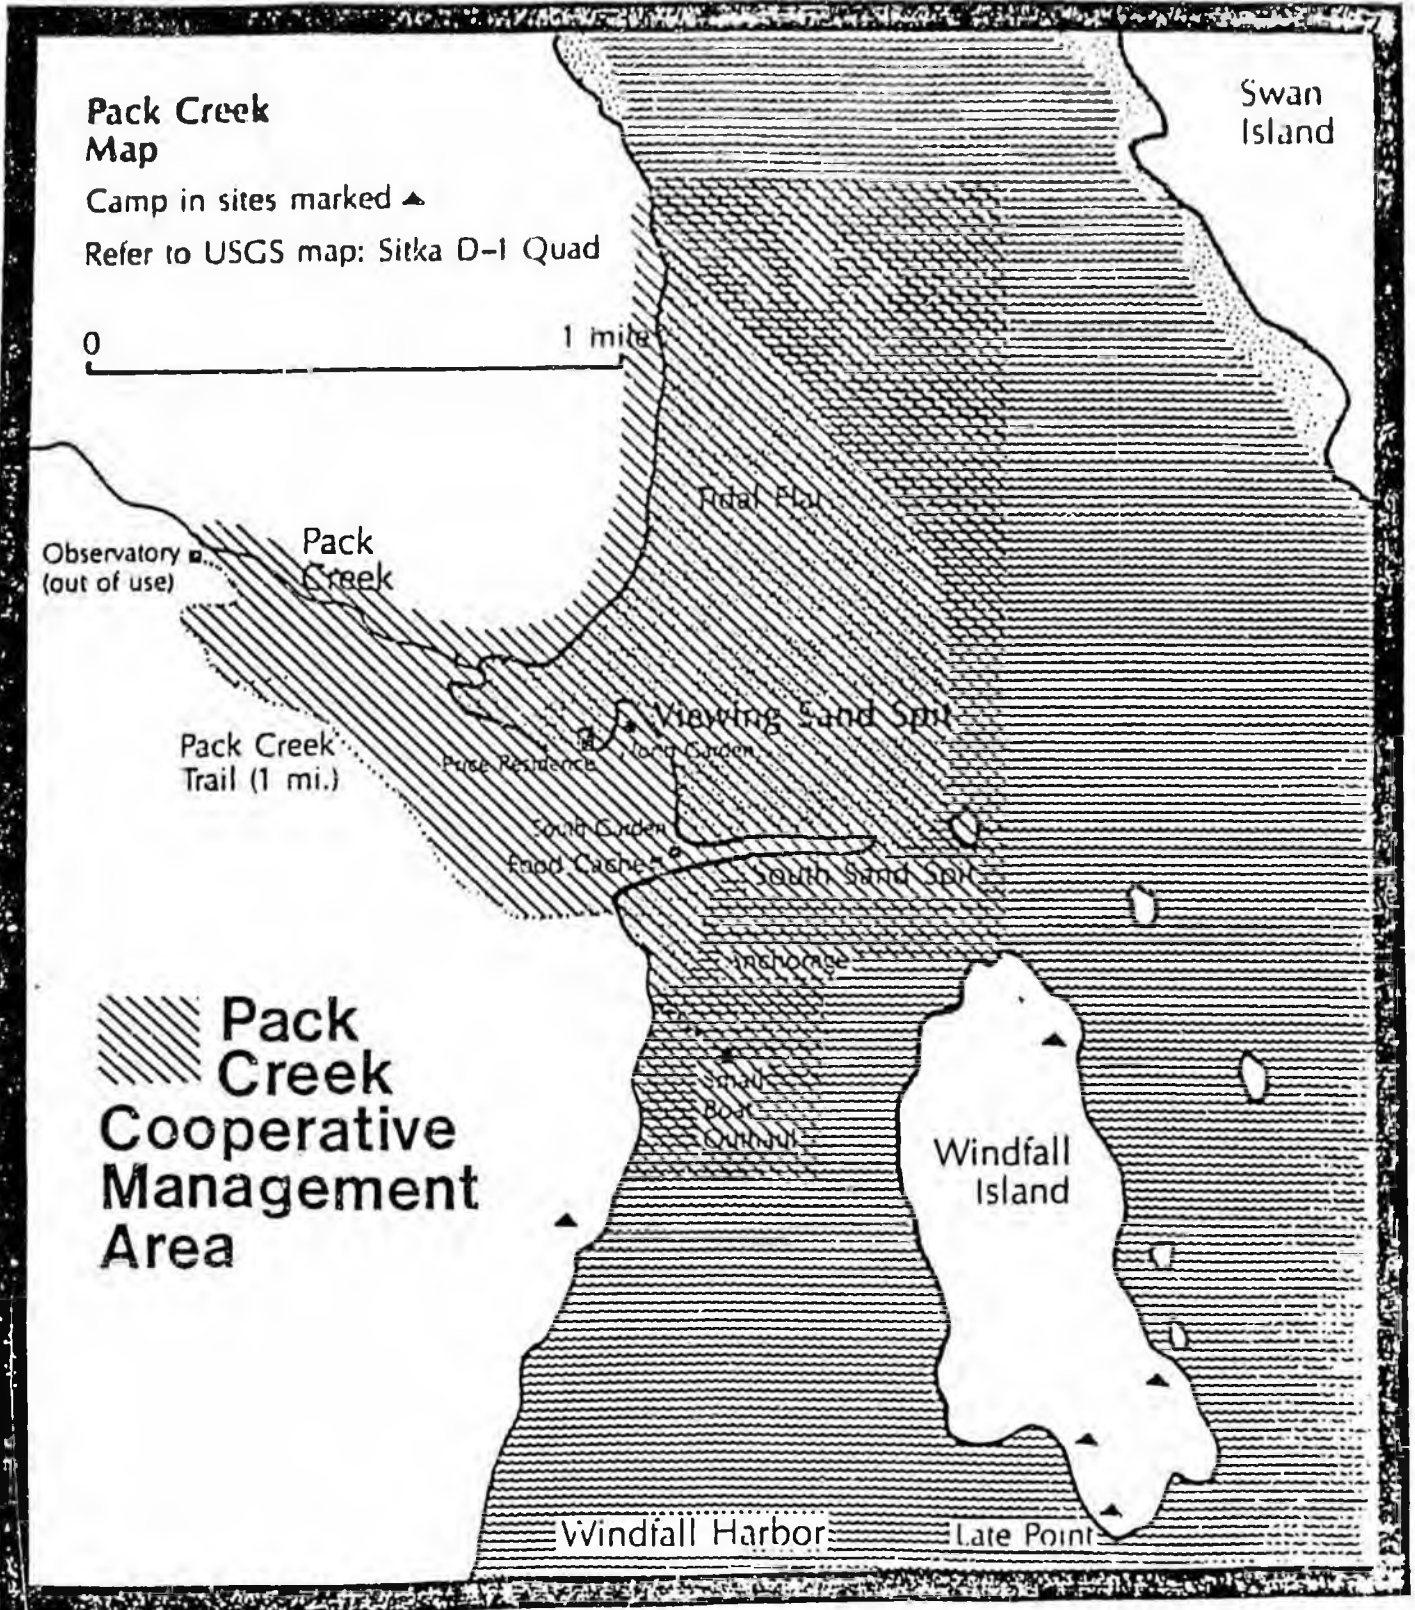 Pack Creek
Map
Camp in sites marked
Refer to USGS map: Sitka D-1 Quad
0 1 mile
Swan
Island
Tidal Flat
Observatory
(out of use)
Pack
Creek
Viewing Sand Spit
Garden
Price Residence
Pack Creek
Trail (1 mi.)
South Garden
Food Cache
South Sand Spit
Anchorage
Small
Boat
Outhaul
Pack
Creek
Cooperative
Management
Area
Windfall
Island
Windfall Harbor
Late Point